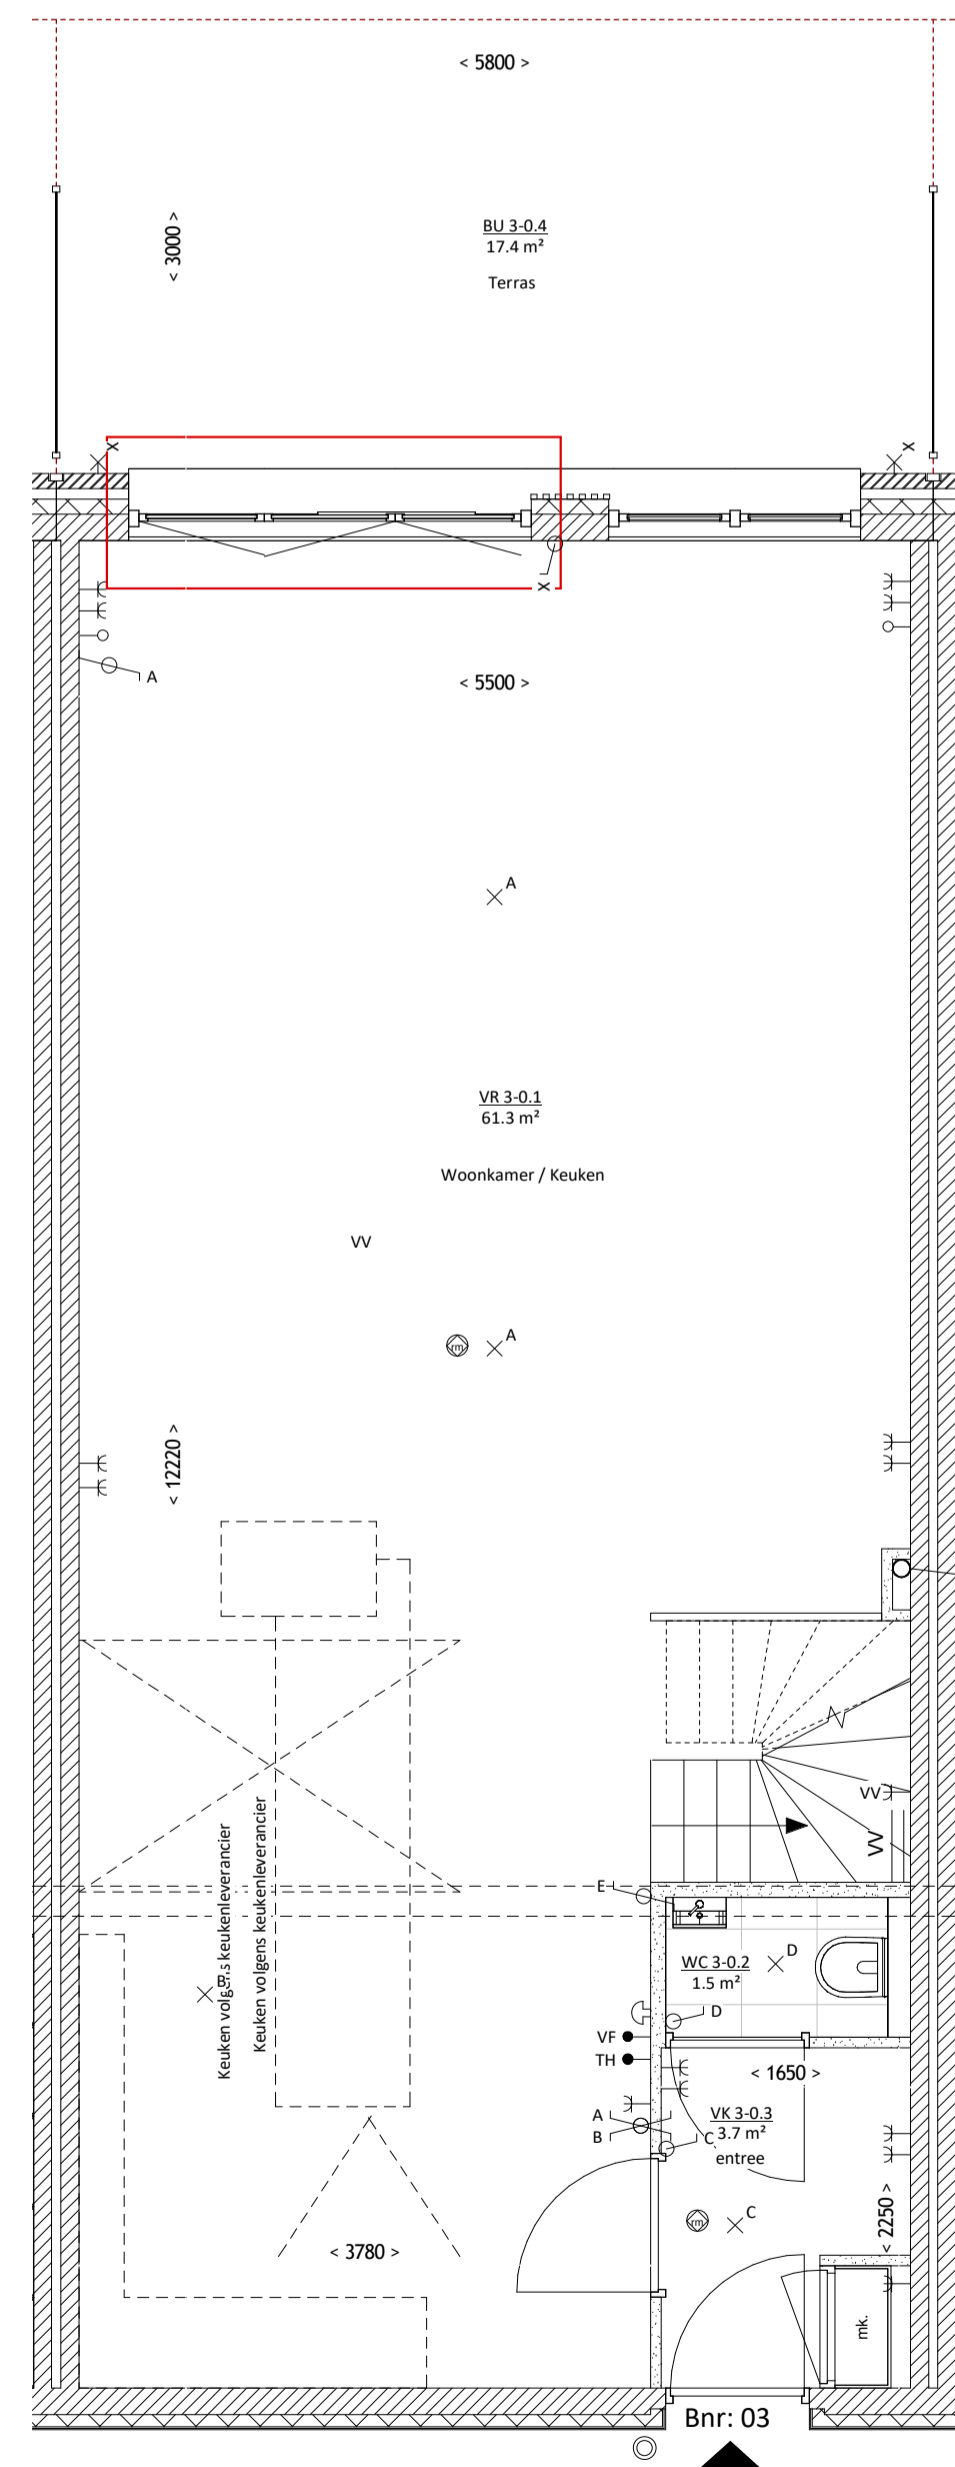 < 5800 >
< 3000 >
BU 3-0.4
17.4 m²
Terras
X
X
X
A
< 5500 >
A
VR 3-0.1
61.3 m²
Woonkamer / Keuken
VV
rm
A
< 12220 >
VV
VV
Keuken volgens keukenleverancier
Keuken volgens keukenleverancier
B
E
WC 3-0.2
1.5 m²
D
D
VF
TH
< 1650 >
A
B
C
VK 3-0.3
3.7 m²
entree
rm
C
< 2250 >
< 3780 >
mk.
Bnr: 03